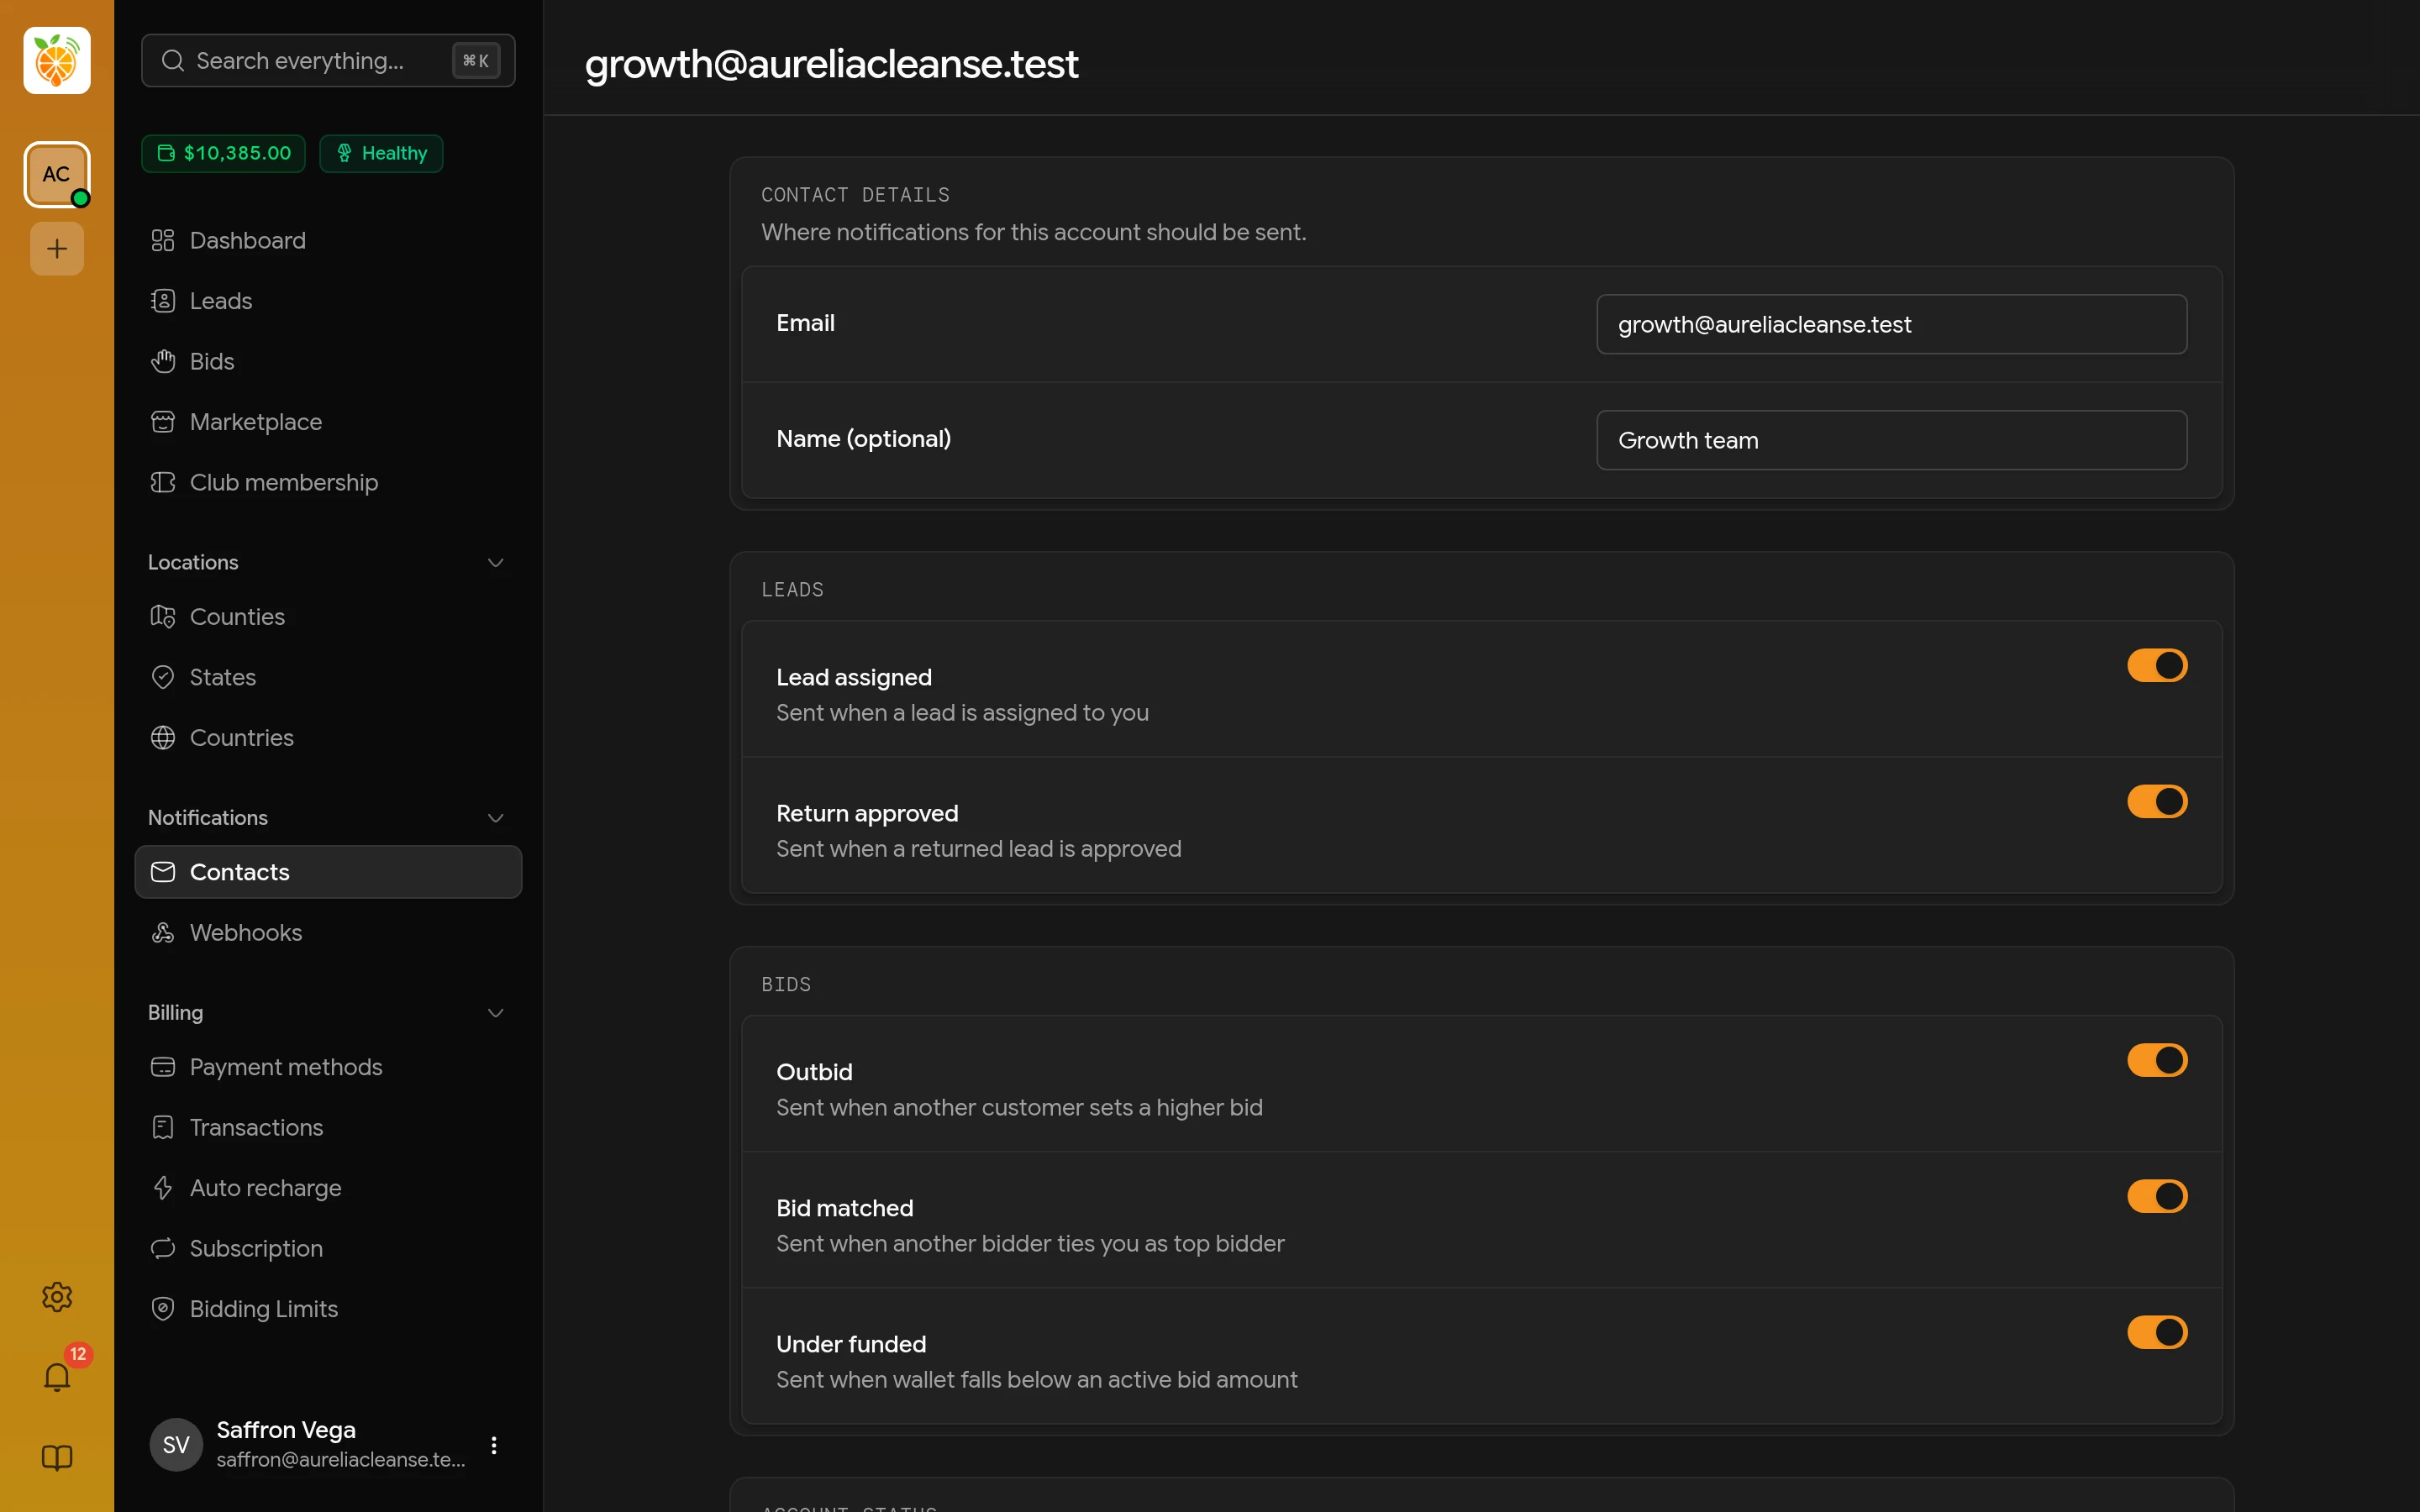 Search everything...
⌘K
AC
$10,385.00
Healthy
Dashboard
Leads
Bids
Marketplace
Club membership
Locations
Counties
States
Countries
Notifications
Contacts
Webhooks
Billing
Payment methods
Transactions
Auto recharge
Subscription
Bidding Limits
12
SV
Saffron Vega
saffron@aureliacleanse.te...
growth@aureliacleanse.test
CONTACT DETAILS
Where notifications for this account should be sent.
Email
growth@aureliacleanse.test
Name (optional)
Growth team
LEADS
Lead assigned
Sent when a lead is assigned to you
Return approved
Sent when a returned lead is approved
BIDS
Outbid
Sent when another customer sets a higher bid
Bid matched
Sent when another bidder ties you as top bidder
Under funded
Sent when wallet falls below an active bid amount
ACCOUNT STATUS